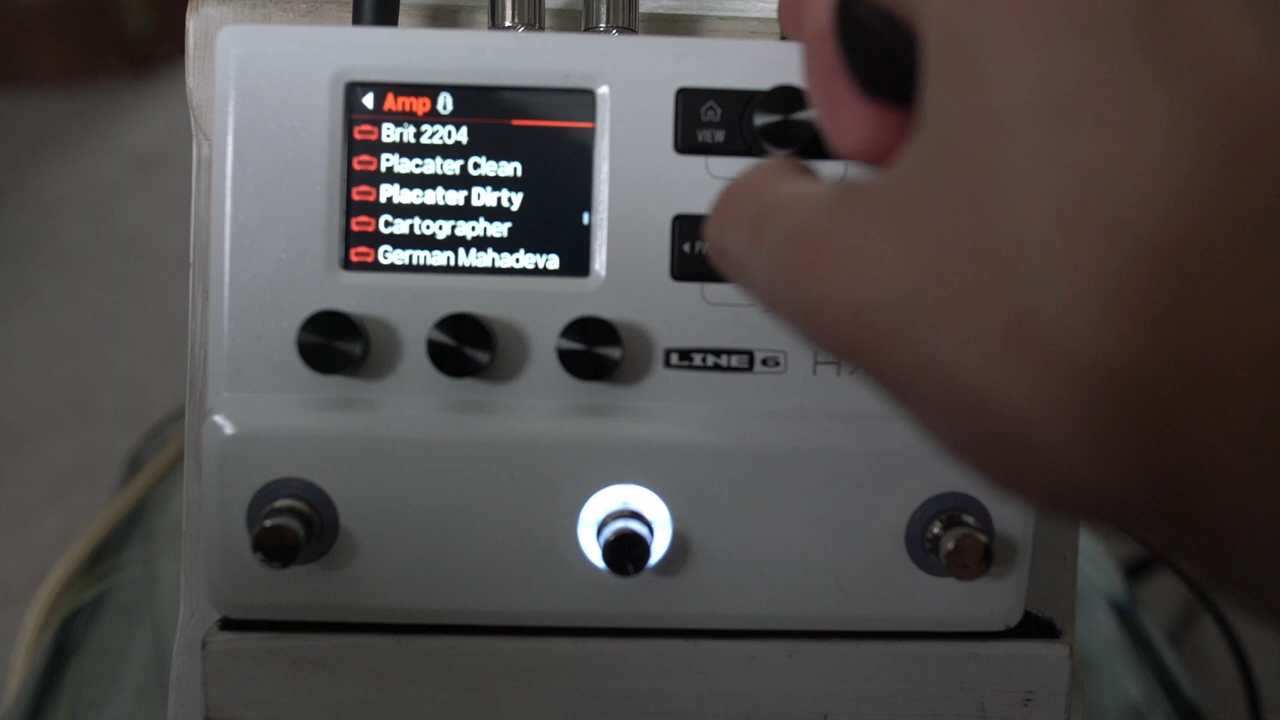 Amp
Brit 2204
Placater Clean
Placater Dirty
Cartographer
German Mahadeva
VIEW
LINE 6